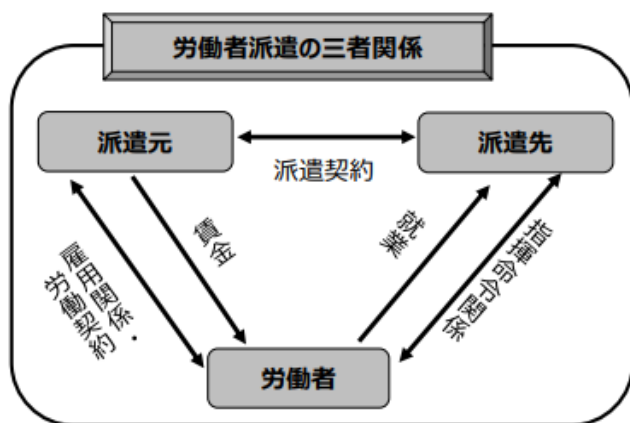 労働者派遣の三者関係
派遣元
派遣先
派遣契約
賃金
就業
雇用関係・
労働契約
指揮命令関係
労働者